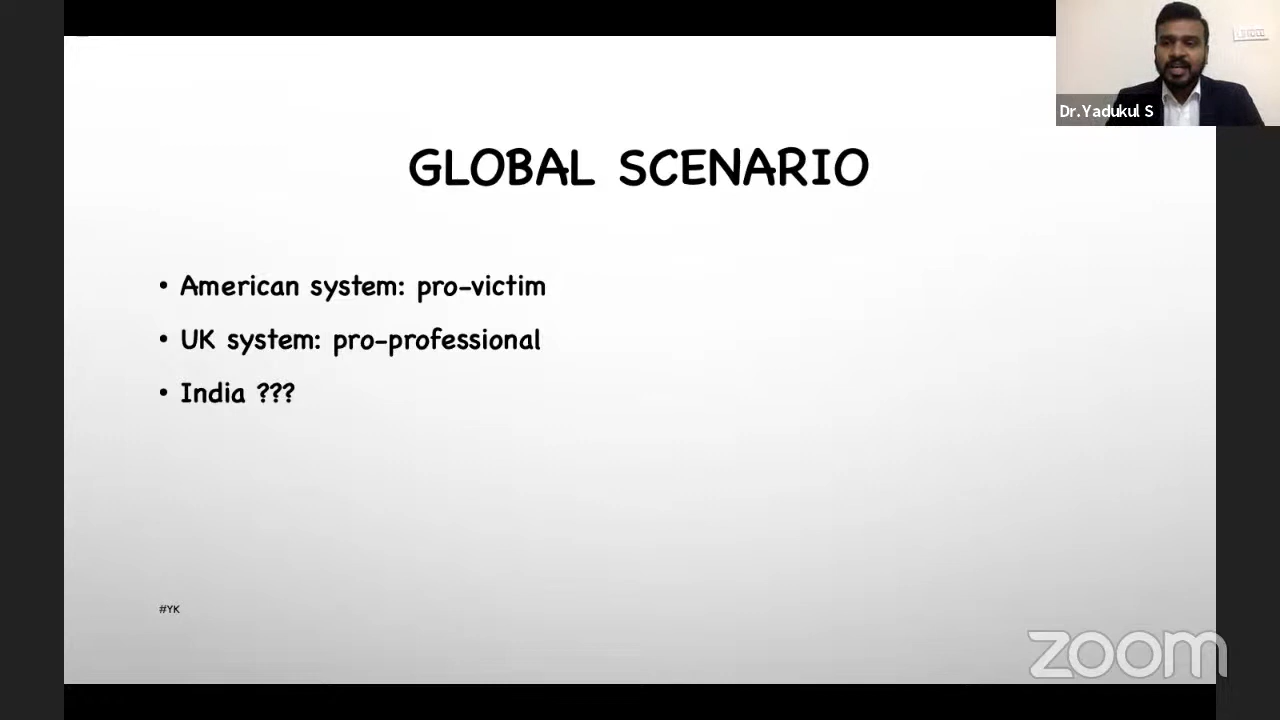 Dr.Yadukul S
GLOBAL SCENARIO
• American system: pro-victim
• UK system: pro-professional
• India ???
#YK
zoom